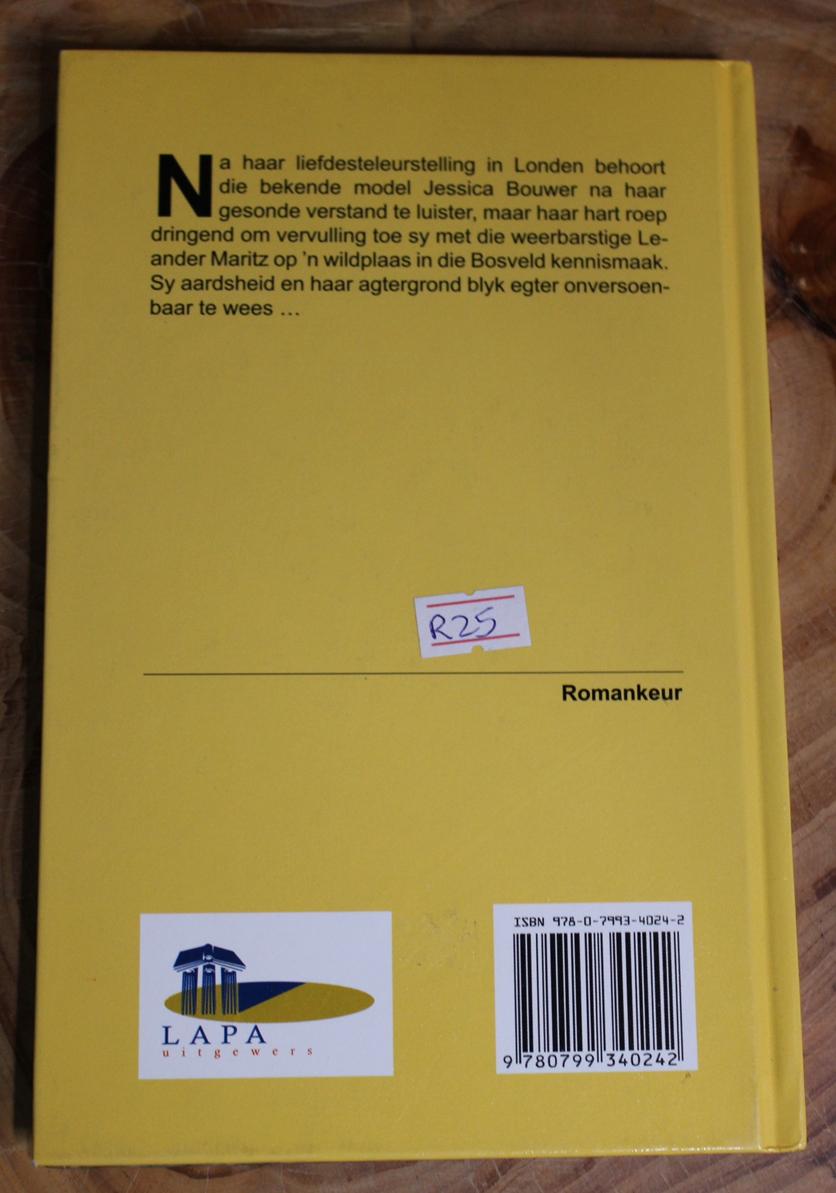 Na haar liefdesteleurstelling in Londen behoort
die bekende model Jessica Bouwer na haar
gesonde verstand te luister, maar haar hart roep
dringend om vervulling toe sy met die weerbarstige Le-
ander Maritz op 'n wildplaas in die Bosveld kennismaak.
Sy aardsheid en haar agtergrond blyk egter onversoen-
baar te wees ...
R25
Romankeur
LAPA
uitgewers
ISBN 978-0-7993-4024-2
9 780799 340242